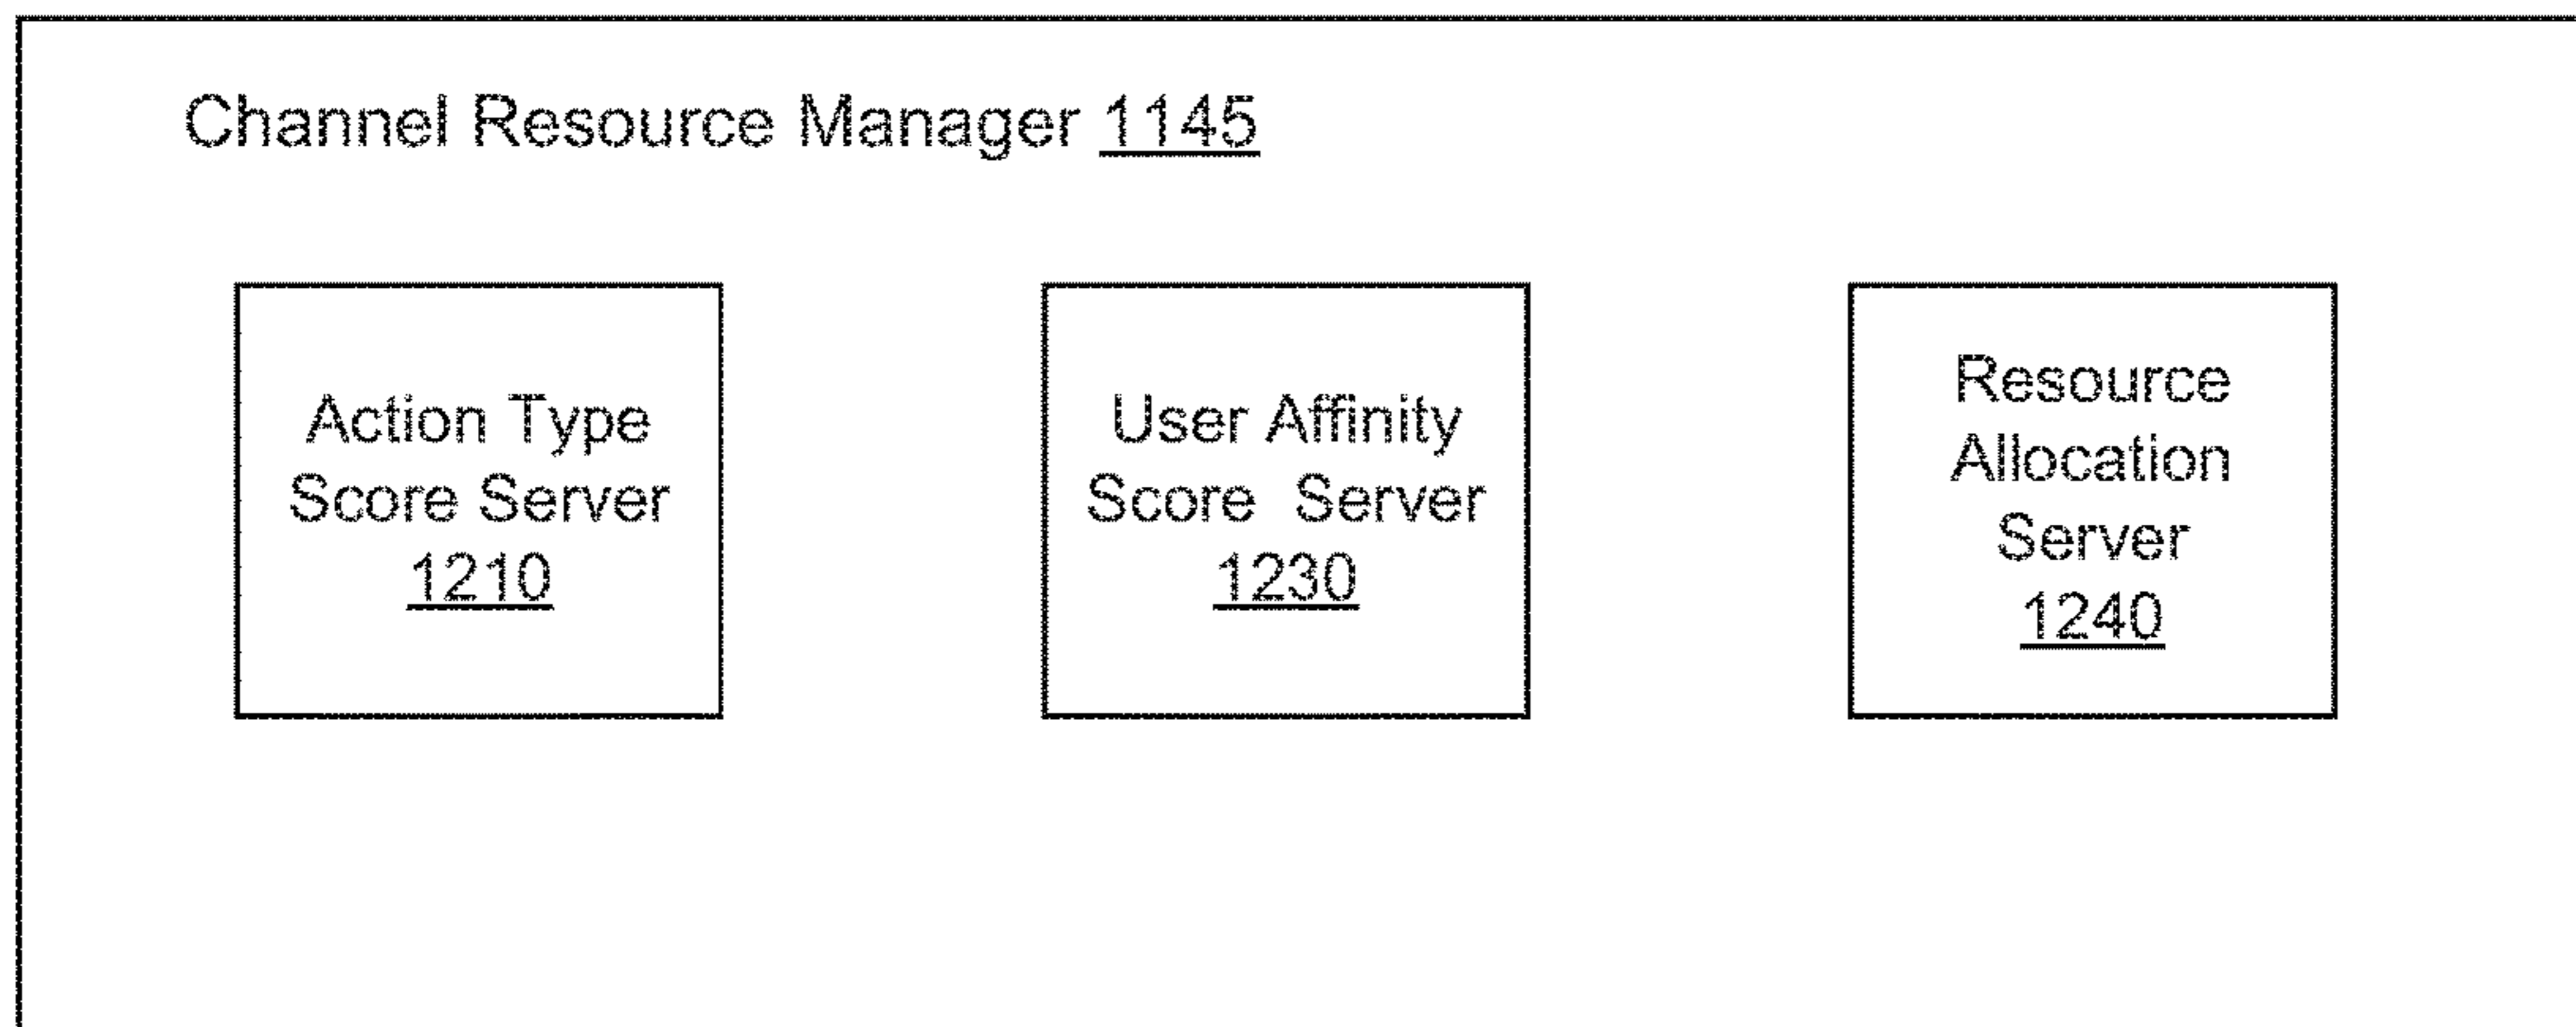 Channel Resource Manager 1145
Action Type
Score Server
1210
User Affinity
Score Server
1230
Resource
Allocation
Server
1240